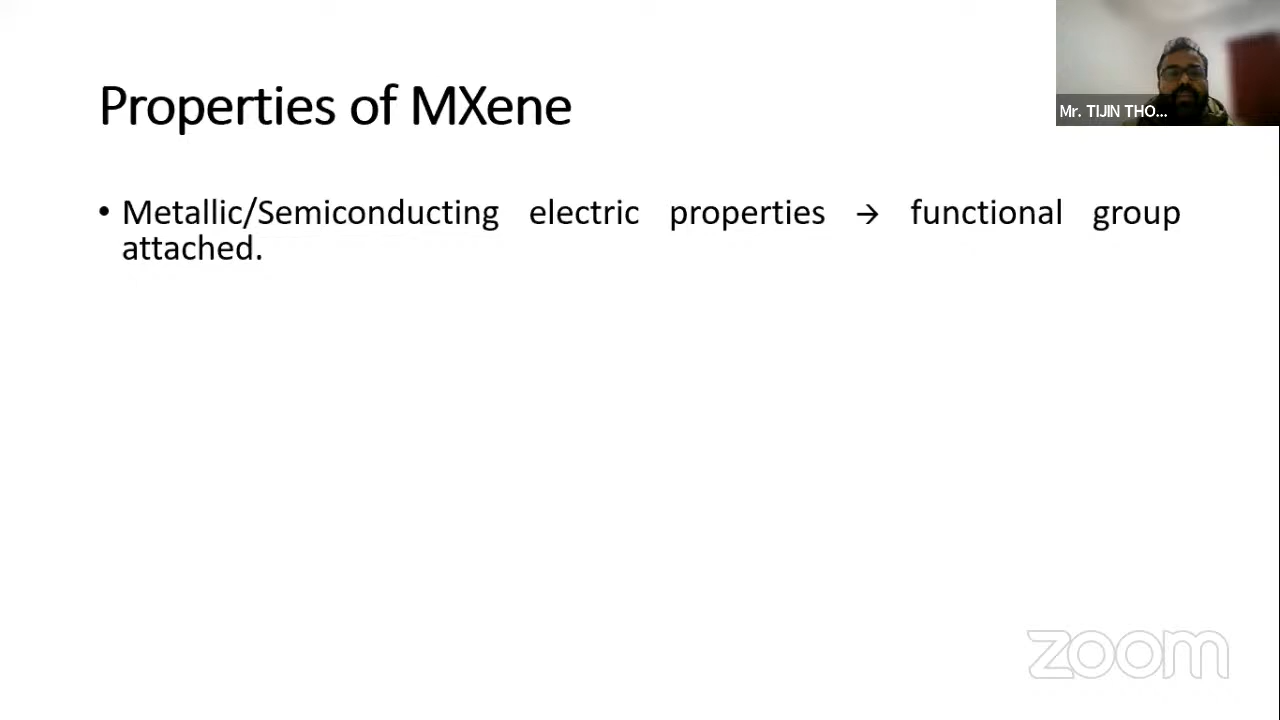 Mr. TIJIN THO...
Properties of MXene
• Metallic/Semiconducting electric properties → functional group
attached.
zoom